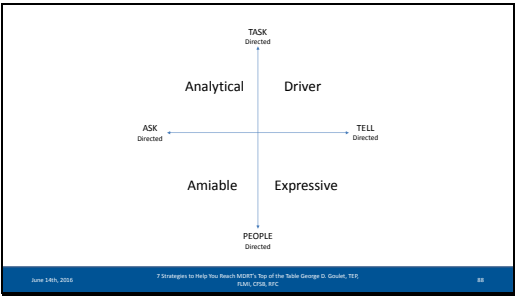 TASK
Directed
Analytical Driver
ASK
Directed
TELL
Directed
Amiable Expressive
PEOPLE
Directed
June 14th, 2016
7 Strategies to Help You Reach MDRT's Top of the Table George D. Goulet, TEP,
FLMI, CFSB, RFC
88